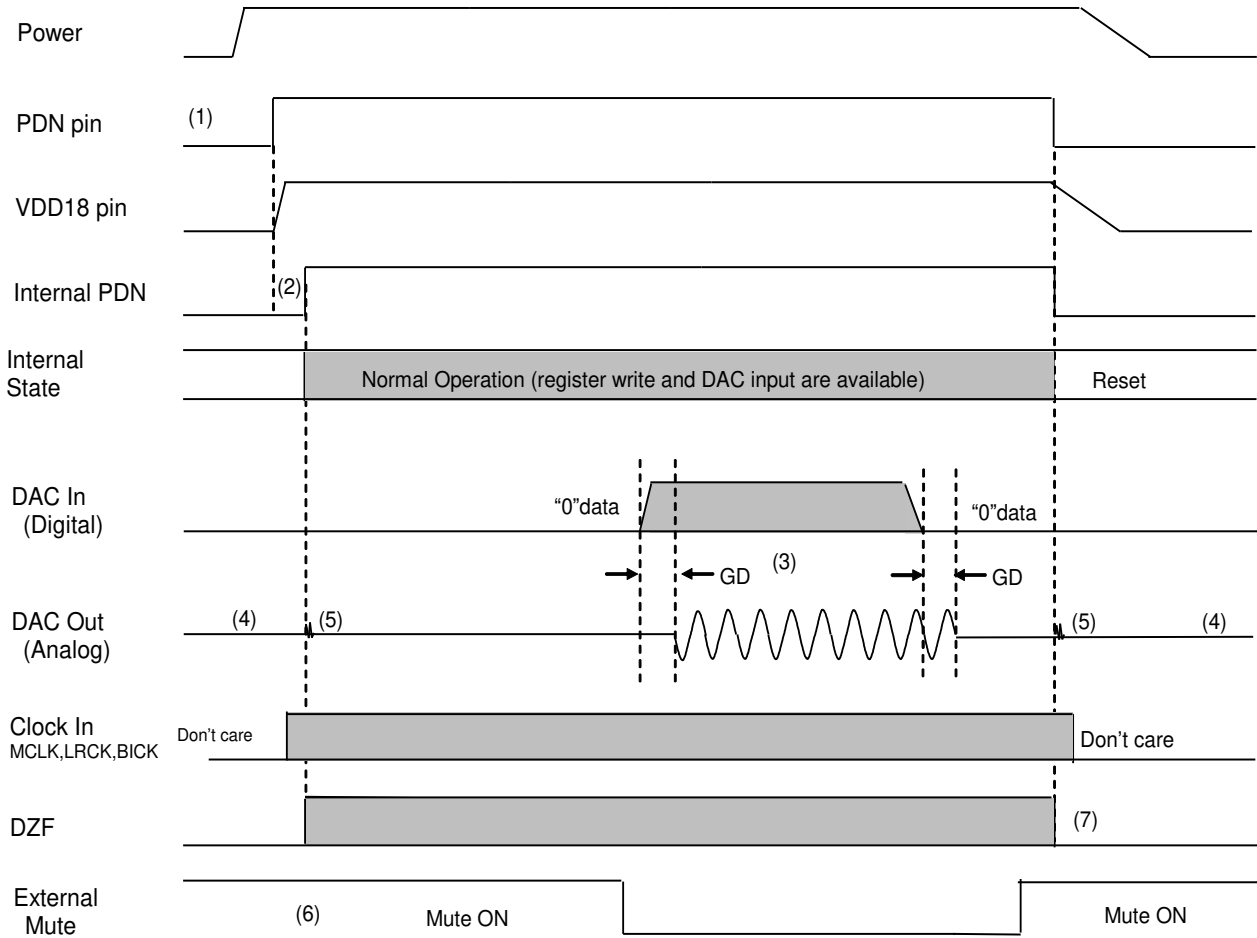 Power
PDN pin
(1)
VDD18 pin
Internal PDN
(2)
Internal
State
Normal Operation (register write and DAC input are available)
Reset
DAC In
(Digital)
“0”data
“0”data
(3)
GD
GD
DAC Out
(Analog)
(4)
(5)
(5)
(4)
Clock In
MCLK,LRCK,BICK
Don't care
Don't care
DZF
(7)
External
Mute
(6)
Mute ON
Mute ON